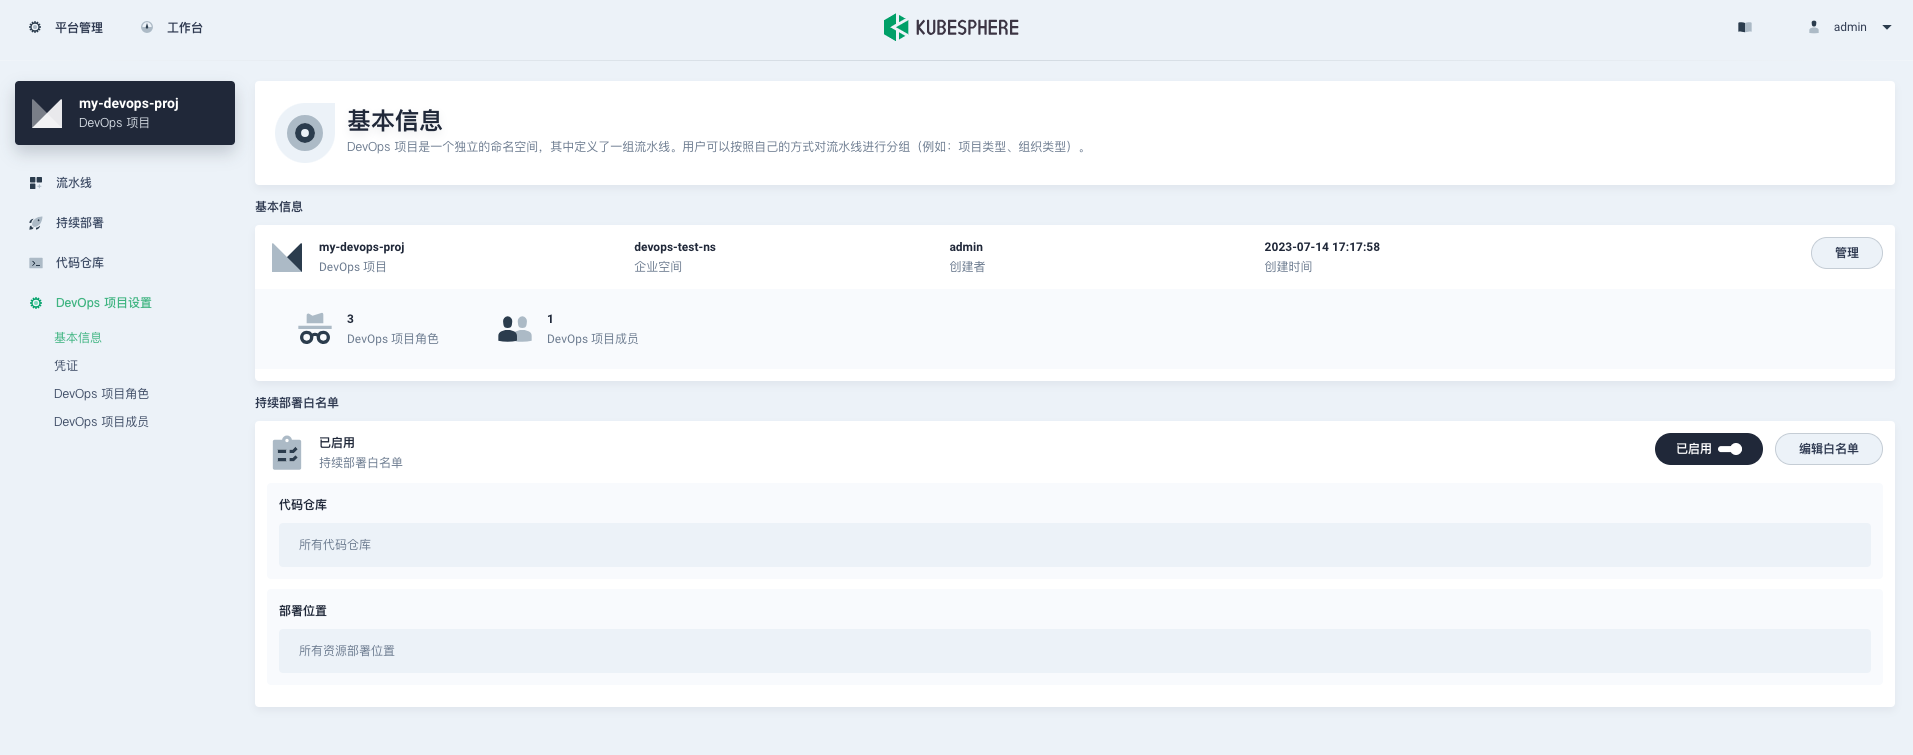 平台管理
工作台
KUBESPHERE
admin
my-devops-proj
DevOps 项目
流水线
持续部署
代码仓库
DevOps 项目设置
基本信息
凭证
DevOps 项目角色
DevOps 项目成员
基本信息
DevOps 项目是一个独立的命名空间，其中定义了一组流水线。用户可以按照自己的方式对流水线进行分组（例如：项目类型、组织类型）。
基本信息
my-devops-proj
DevOps 项目
devops-test-ns
企业空间
admin
创建者
2023-07-14 17:17:58
创建时间
管理
3
DevOps 项目角色
1
DevOps 项目成员
持续部署白名单
已启用
持续部署白名单
已启用
编辑白名单
代码仓库
所有代码仓库
部署位置
所有资源部署位置